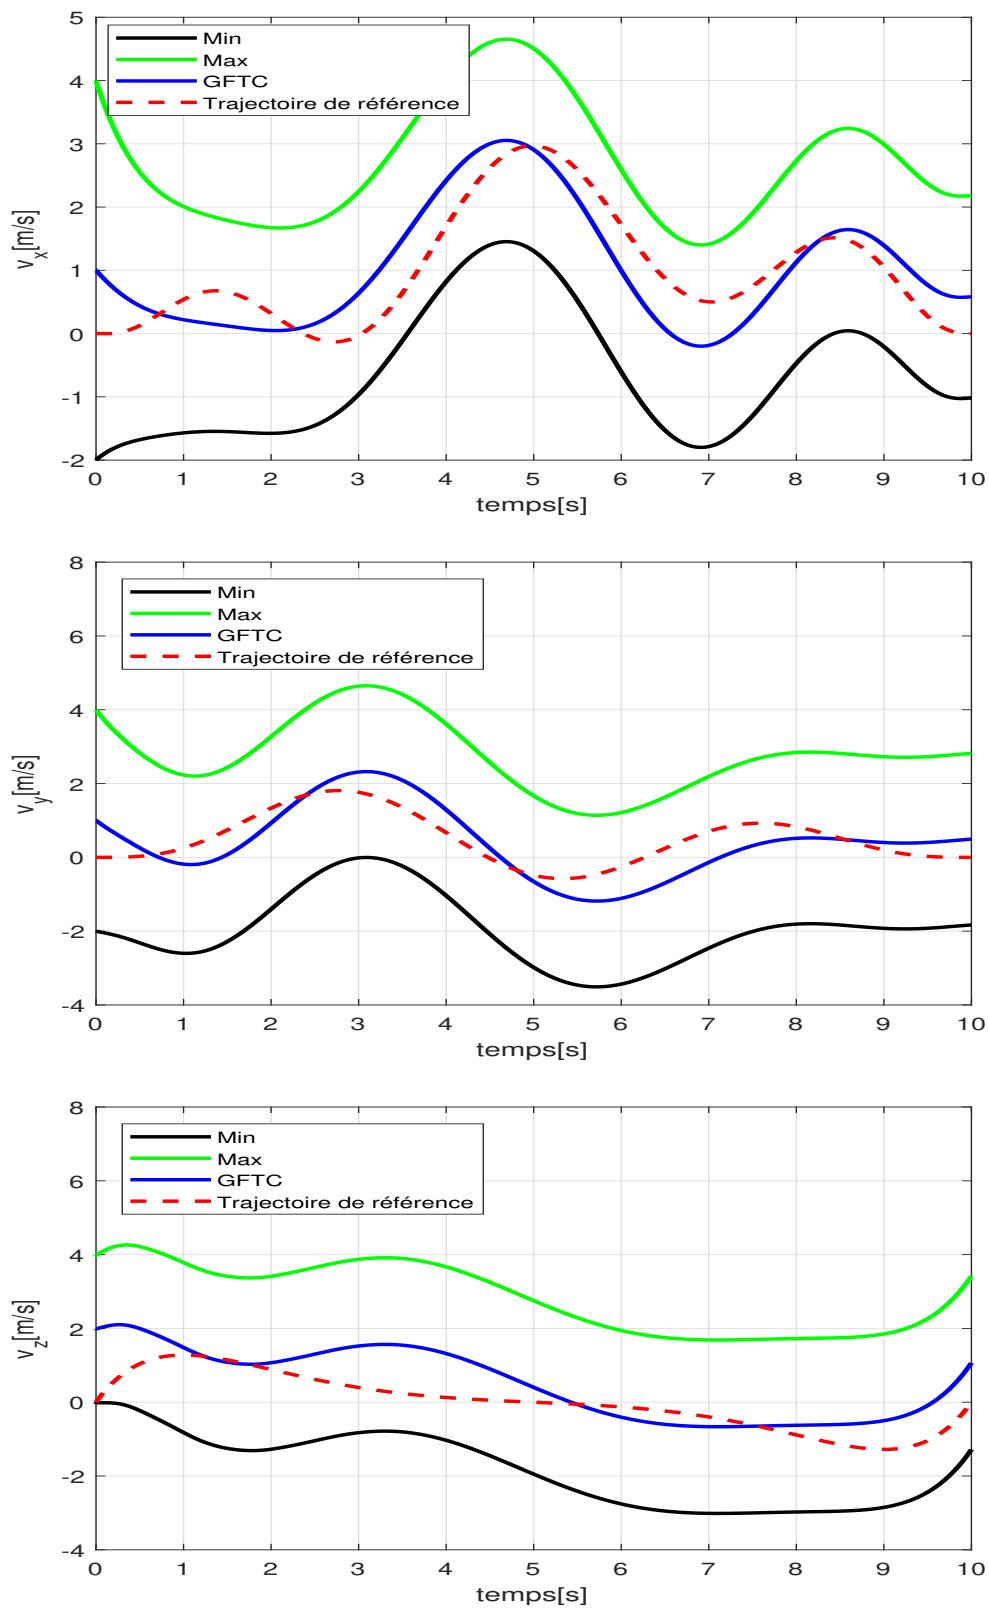 5
4
3
2
1
0
-1
-2
v_x[m/s]
Min
Max
GFTC
Trajectoire de référence
0 1 2 3 4 5 6 7 8 9 10
temps[s]
8
6
4
2
0
-2
-4
v_y[m/s]
Min
Max
GFTC
Trajectoire de référence
0 1 2 3 4 5 6 7 8 9 10
temps[s]
8
6
4
2
0
-2
-4
v_z[m/s]
Min
Max
GFTC
Trajectoire de référence
0 1 2 3 4 5 6 7 8 9 10
temps[s]